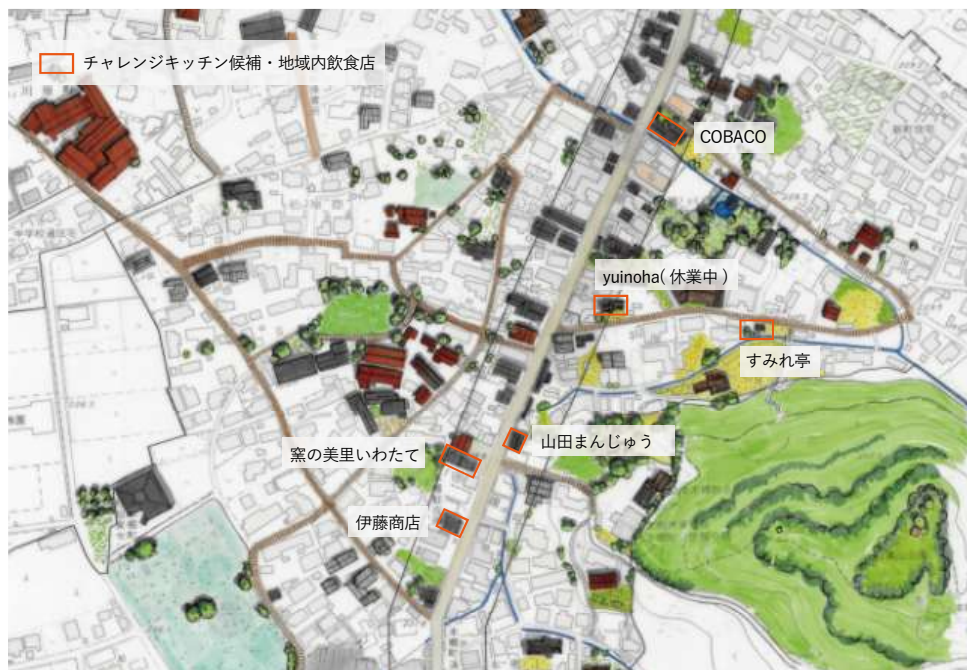 チャレンジキッチン候補・地域内飲食店
COBACO
yuinoha( 休業中 )
すみれ亭
山田まんじゅう
窯の美里いわたて
伊藤商店